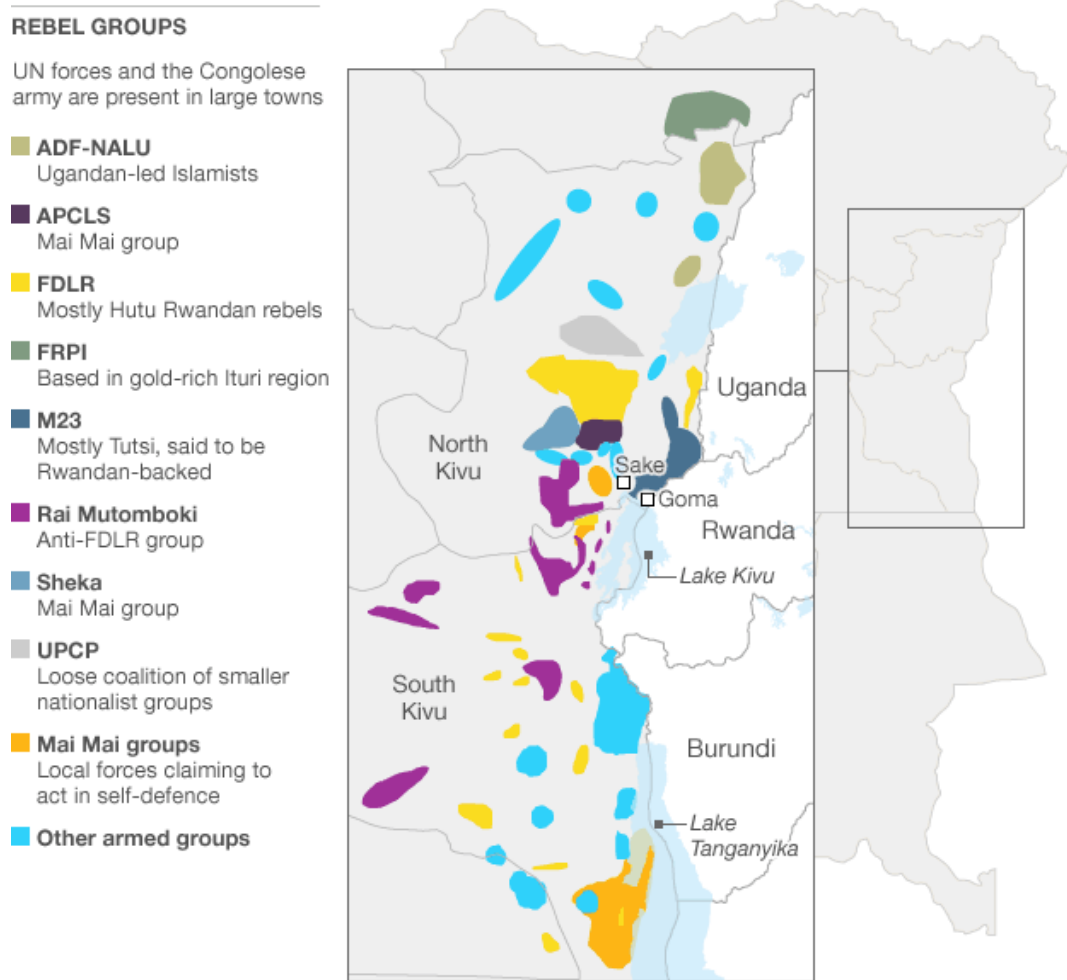 REBEL GROUPS
UN forces and the Congolese
army are present in large towns
ADF-NALU
Ugandan-led Islamists
APCLS
Mai Mai group
FDLR
Mostly Hutu Rwandan rebels
FRPI
Based in gold-rich Ituri region
M23
Mostly Tutsi, said to be
Rwandan-backed
Rai Mutomboki
Anti-FDLR group
Sheka
Mai Mai group
UPCP
Loose coalition of smaller
nationalist groups
Mai Mai groups
Local forces claiming to
act in self-defence
Other armed groups
Uganda
North
Kivu
Sake
Goma
Rwanda
Lake Kivu
South
Kivu
Burundi
Lake
Tanganyika